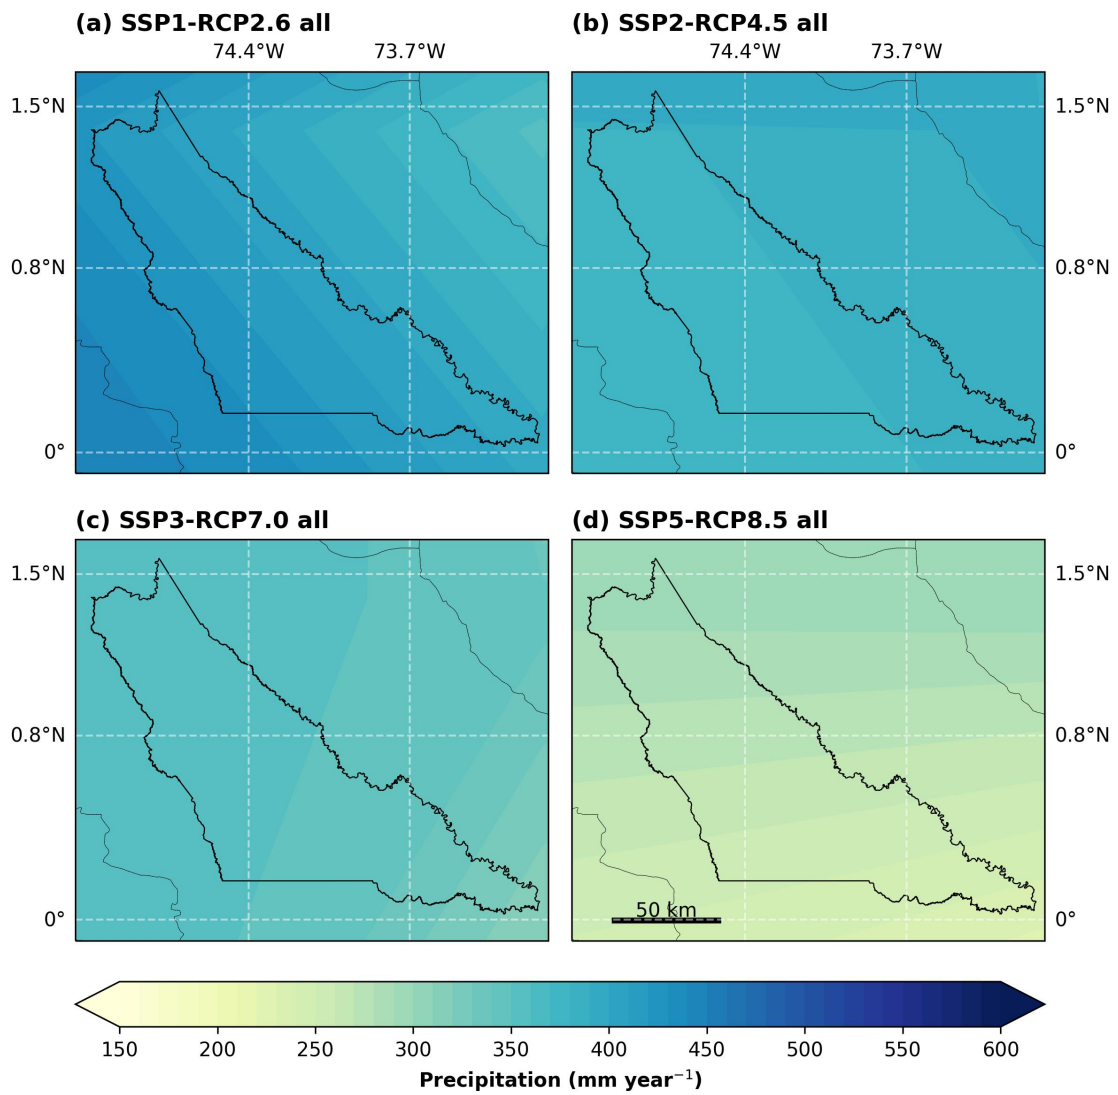 (a) SSP1-RCP2.6 all
(b) SSP2-RCP4.5 all
74.4°W 73.7°W 74.4°W 73.7°W
1.5°N 1.5°N
0.8°N 0.8°N
0° 0°
(c) SSP3-RCP7.0 all
(d) SSP5-RCP8.5 all
1.5°N 1.5°N
0.8°N 0.8°N
50 km
0° 0°
150 200 250 300 350 400 450 500 550 600
Precipitation (mm year⁻¹)